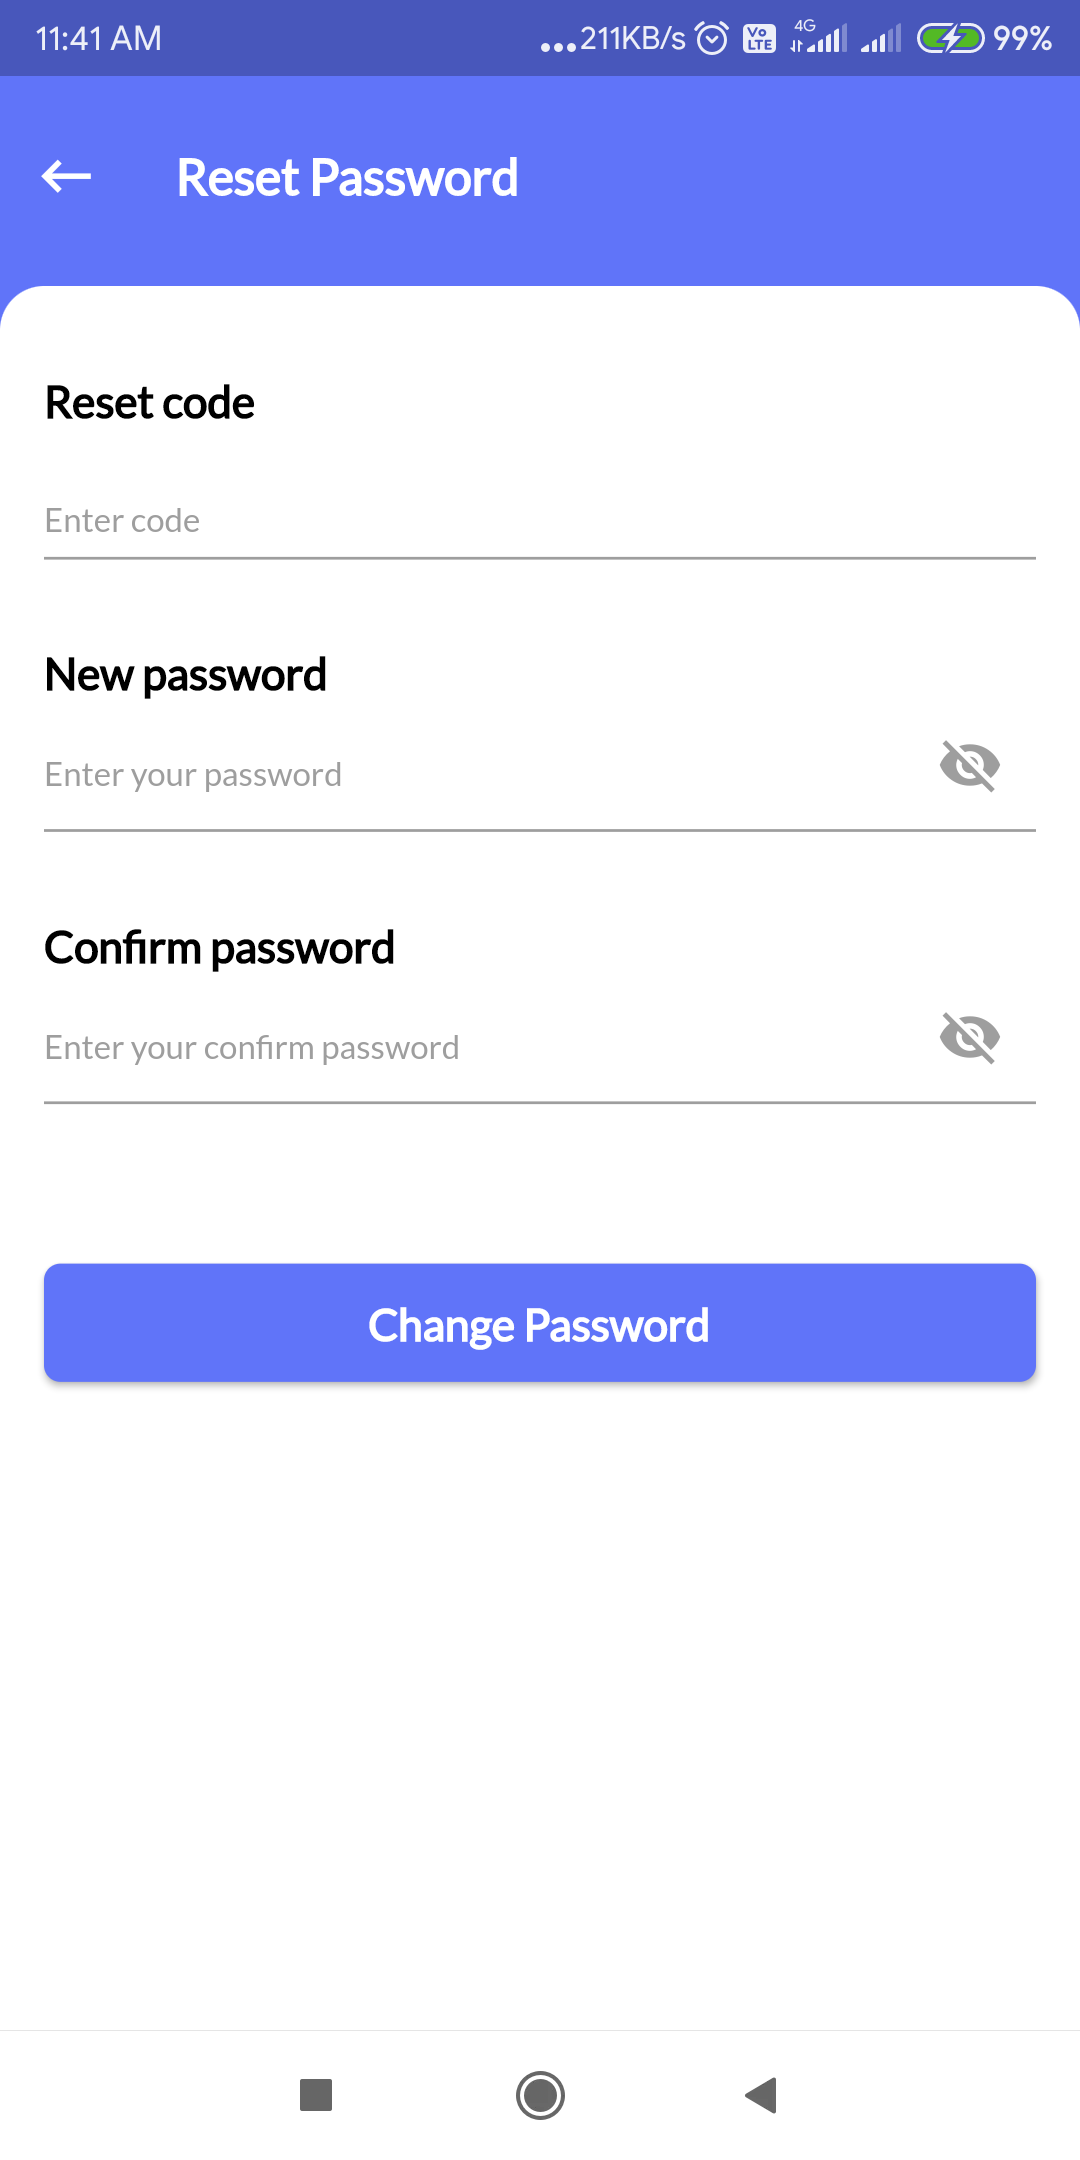 11:41 AM ...211KB/s Vo LTE 4G 99%
Reset Password
Reset code
Enter code
New password
Enter your password
Confirm password
Enter your confirm password
Change Password